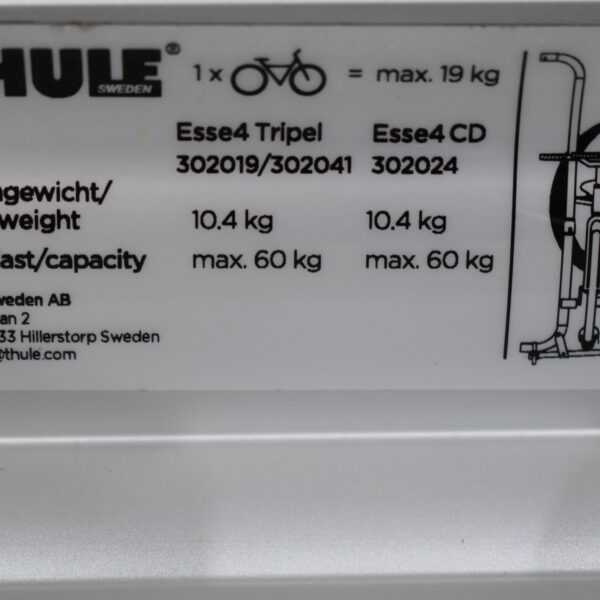 HULE®
SWEDEN
1 x = max. 19 kg
Esse4 Tripel Esse4 CD
302019/302041 302024
ngewicht/
weight 10.4 kg 10.4 kg
ast/capacity max. 60 kg max. 60 kg
weden AB
an 2
33 Hillerstorp Sweden
@thule.com